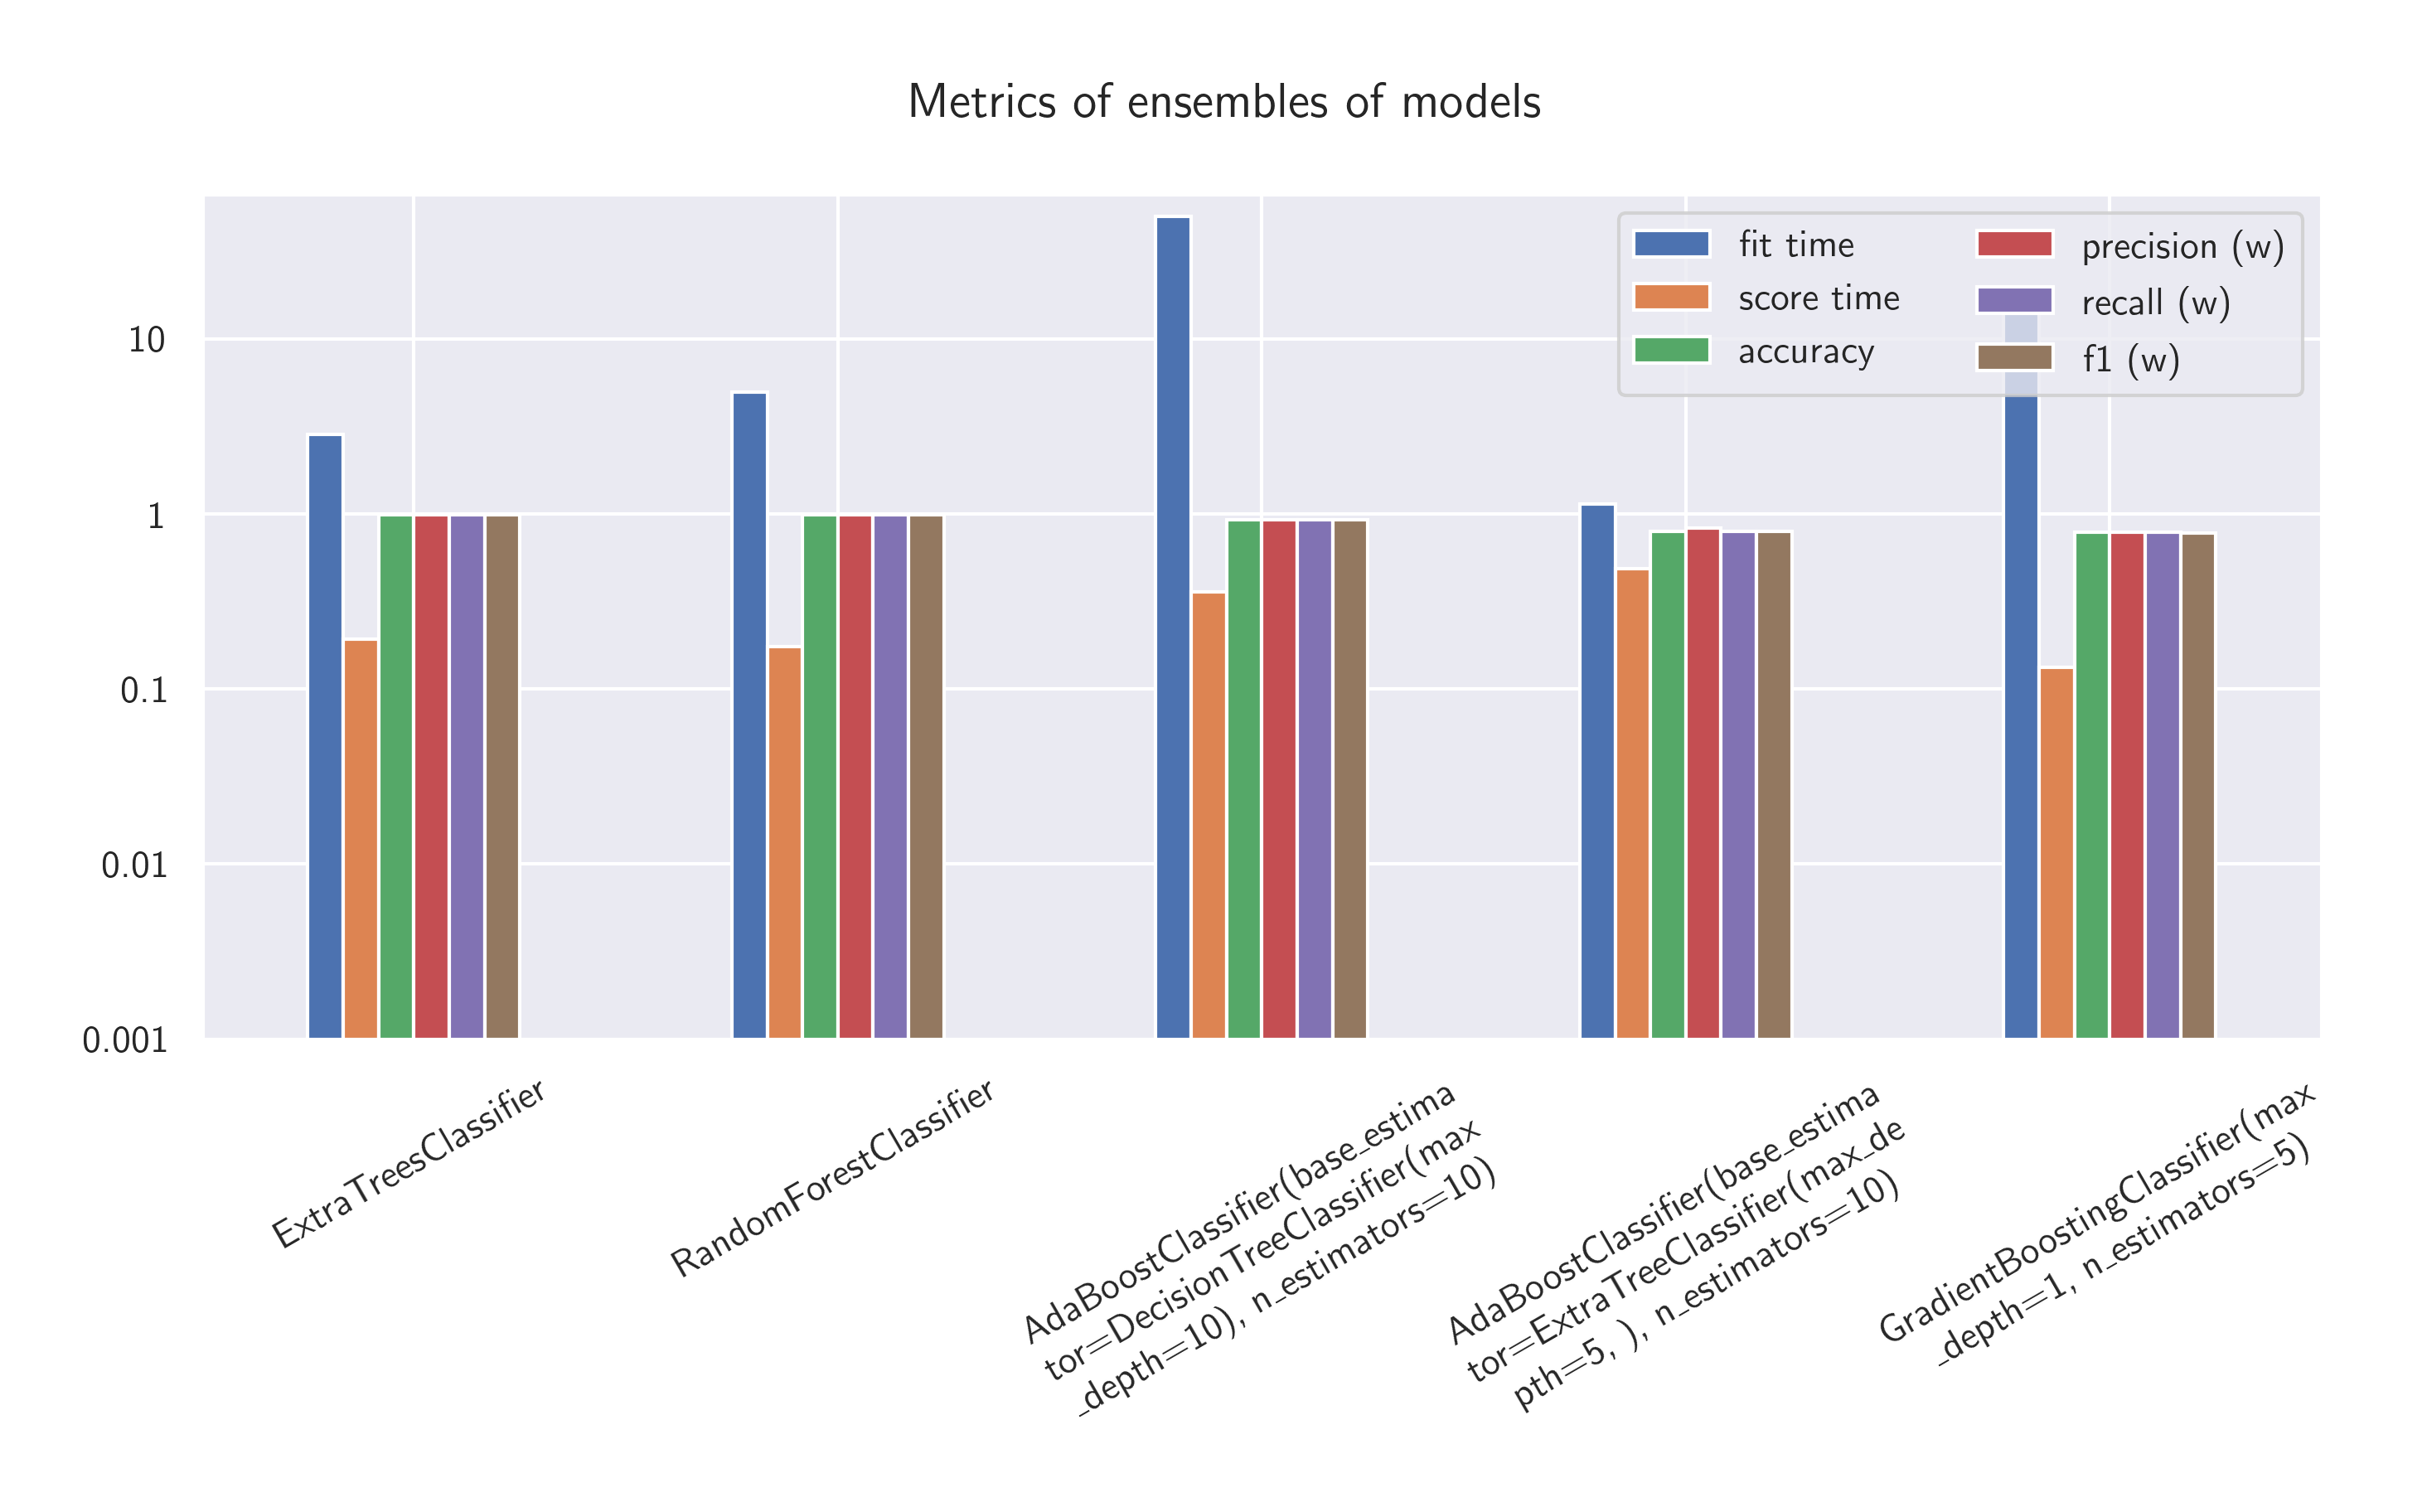 Metrics of ensembles of models
fit time
score time
accuracy
precision (w)
recall (w)
f1 (w)
10
1
0.1
0.01
0.001
ExtraTreesClassifier
RandomForestClassifier
AdaBoostClassifier(base_estima
tor=DecisionTreeClassifier(max
_depth=10), n_estimators=10)
AdaBoostClassifier(base_estima
tor=ExtraTreeClassifier(max_de
pth=5, ), n_estimators=10)
GradientBoostingClassifier(max
_depth=1, n_estimators=5)